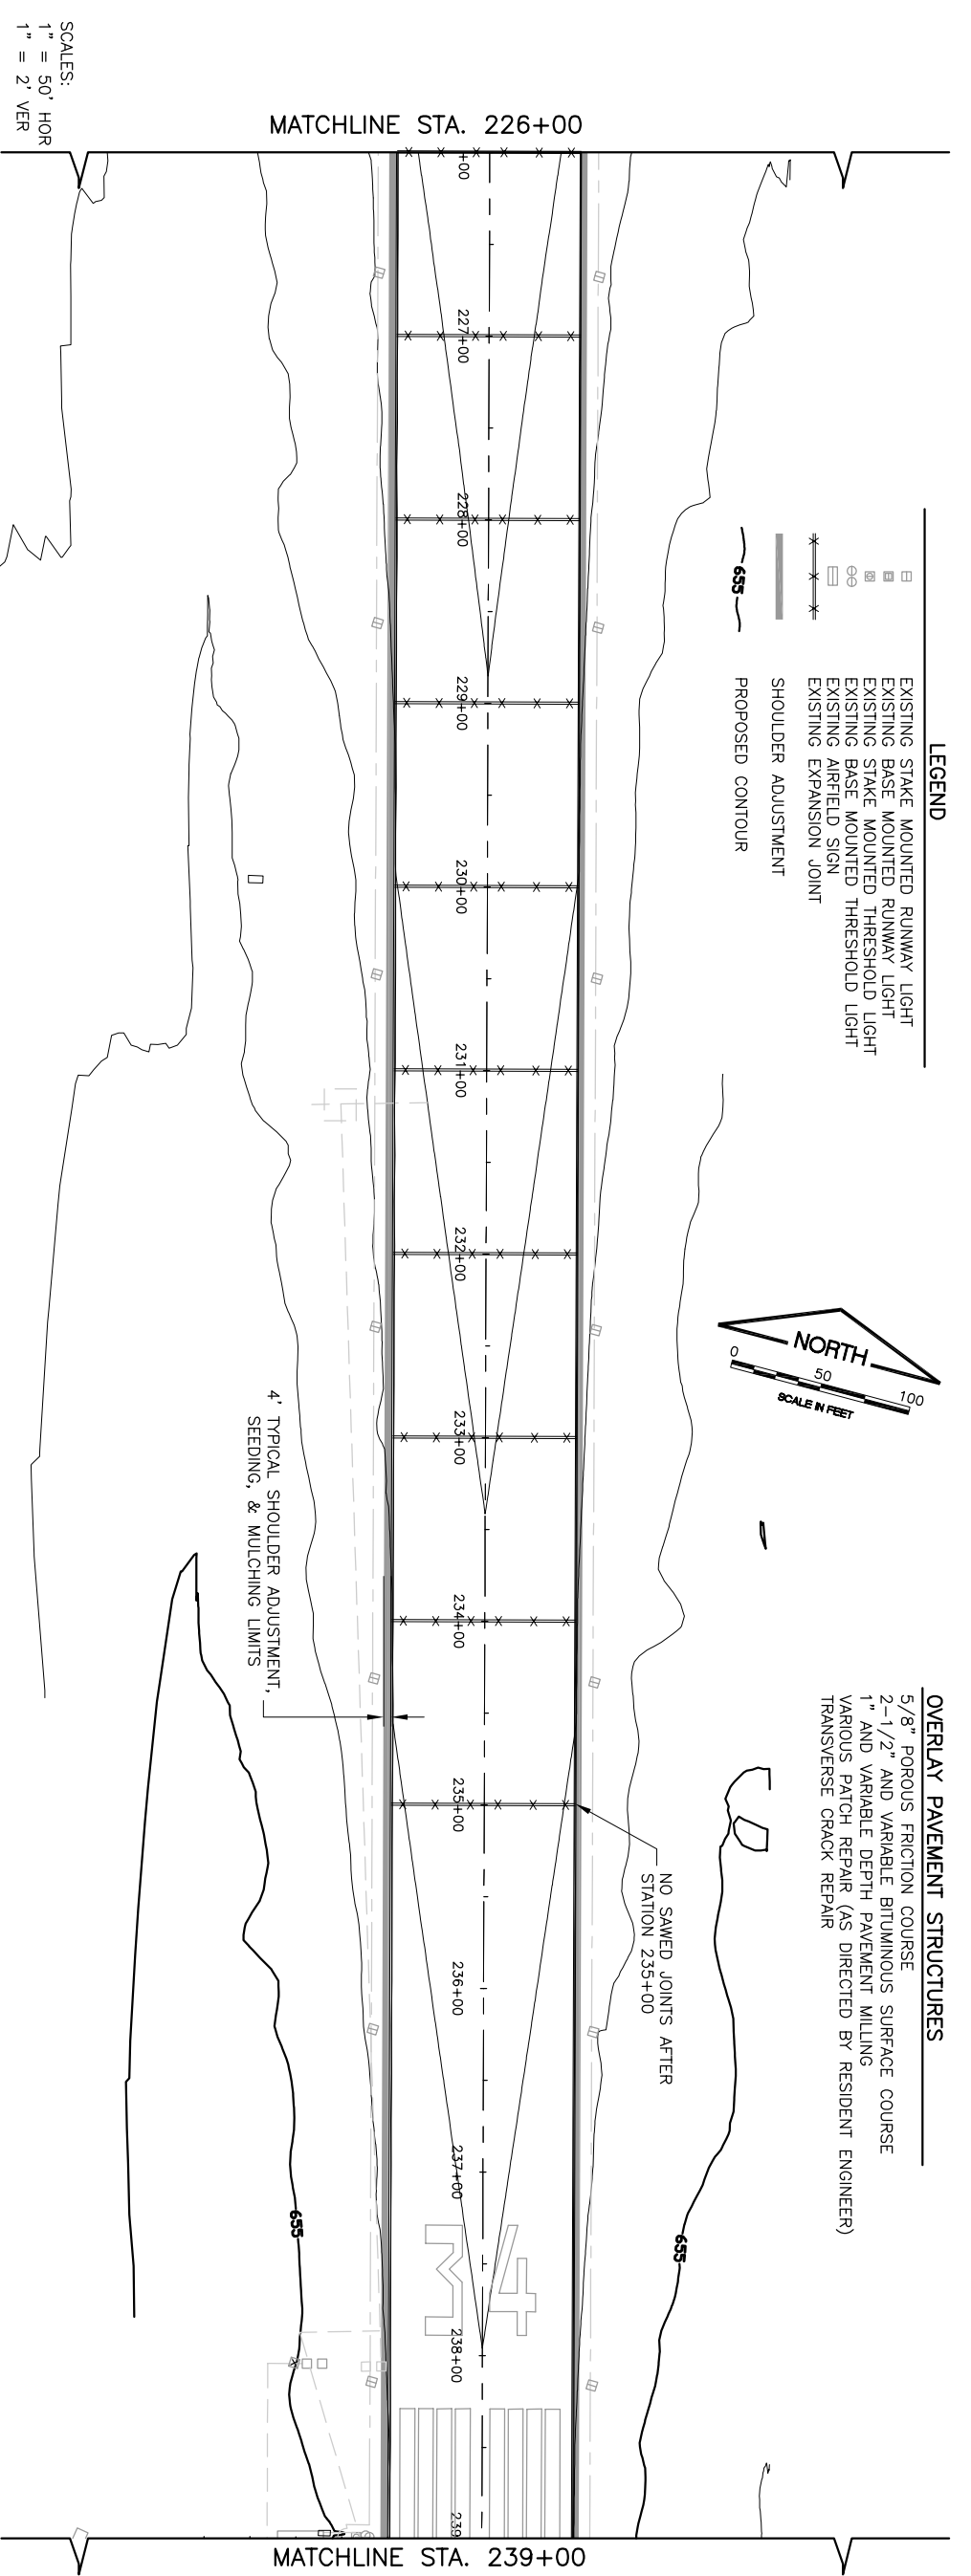 MATCHLINE STA. 226+00
SCALES:
1" = 50' HOR
1" = 2' VER
LEGEND
EXISTING STAKE MOUNTED RUNWAY LIGHT
EXISTING BASE MOUNTED RUNWAY LIGHT
EXISTING STAKE MOUNTED THRESHOLD LIGHT
EXISTING BASE MOUNTED THRESHOLD LIGHT
EXISTING AIRFIELD SIGN
EXISTING EXPANSION JOINT
SHOULDER ADJUSTMENT
655
PROPOSED CONTOUR
NORTH
0 50 100
SCALE IN FEET
OVERLAY PAVEMENT STRUCTURES
5/8" POROUS FRICTION COURSE
2-1/2" AND VARIABLE BITUMINOUS SURFACE COURSE
1" AND VARIABLE DEPTH PAVEMENT MILLING
VARIOUS PATCH REPAIR (AS DIRECTED BY RESIDENT ENGINEER)
TRANSVERSE CRACK REPAIR
NO SAWED JOINTS AFTER
STATION 235+00
655
+00
227+00
228+00
229+00
230+00
231+00
232+00
233+00
234+00
235+00
236+00
237+00
238+00
239
34
4' TYPICAL SHOULDER ADJUSTMENT,
SEEDING, & MULCHING LIMITS
655
MATCHLINE STA. 239+00